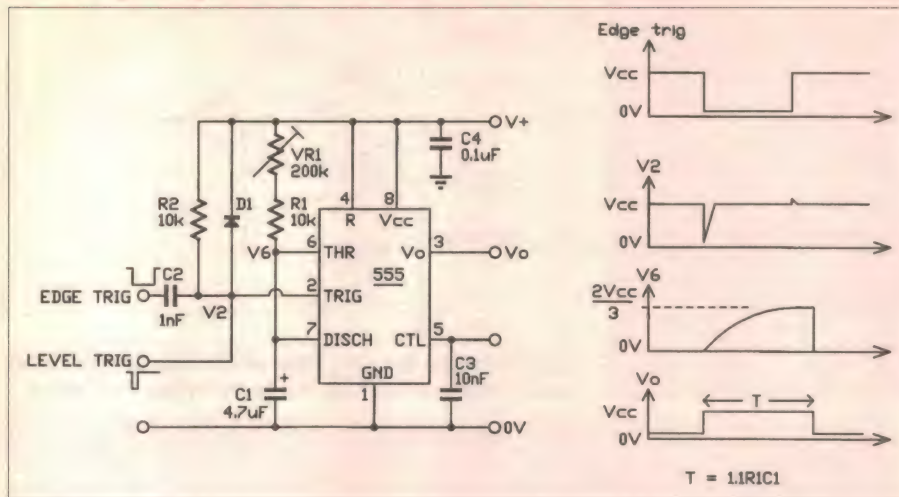 V+
C4
0.1uF
VR1
200k
R2
10k
D1
R1
10k
4
R
8
Vcc
V6
6
THR
Vo
3
Vo
555
EDGE TRIG
C2
1nF
V2
2
TRIG
LEVEL TRIG
7
DISCH
CTL
5
C1
4.7uF
+
GND
1
C3
10nF
0V
Edge trig
Vcc
0V
V2
Vcc
0V
V6
2Vcc
3
0V
Vo
Vcc
0V
T
T = 1.1R1C1